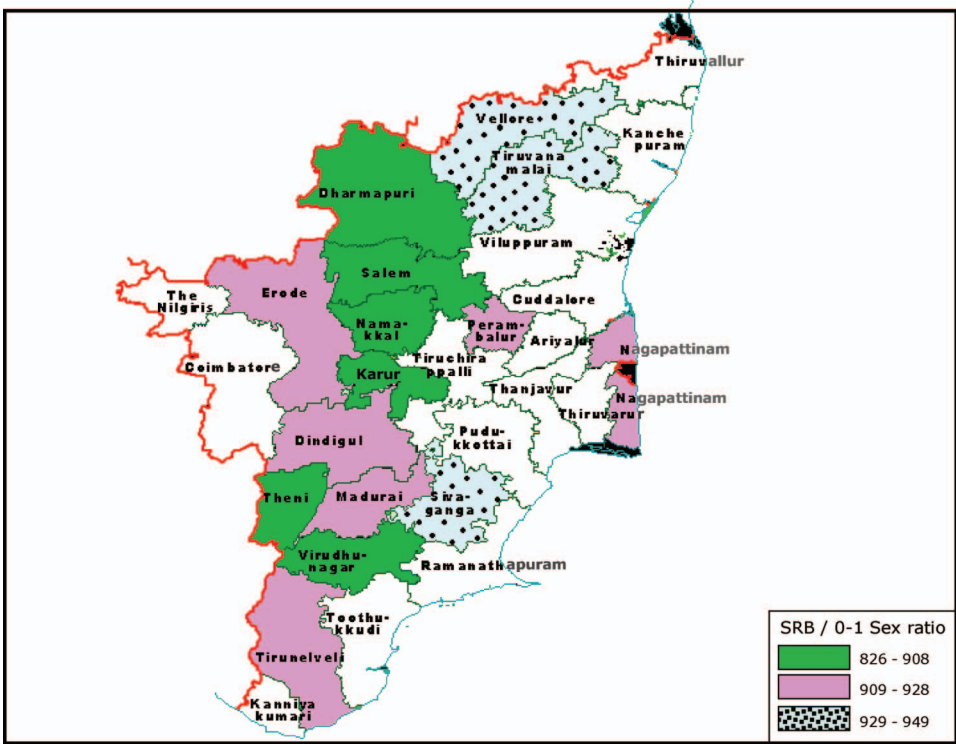 Thiruvallur
Vellore
Kanche
puram
Tiruvana
malai
Dharmapuri
Viluppuram
Salem
The
Nilgiris
Erode
Cuddalore
Nama-
kkal
Peram-
balur
Ariyalur
Nagapattinam
Coimbatore
Tiruchira
ppalli
Karur
Thanjavur
Nagapattinam
Thiruvarur
Dindigul
Pudu-
kkottai
Theni
Madurai
Siva-
ganga
Virudhu-
nagar
Ramanathapuram
Toothu-
kkudi
Tirunelveli
Kanniya
kumari
SRB / 0-1 Sex ratio
826 - 908
909 - 928
929 - 949